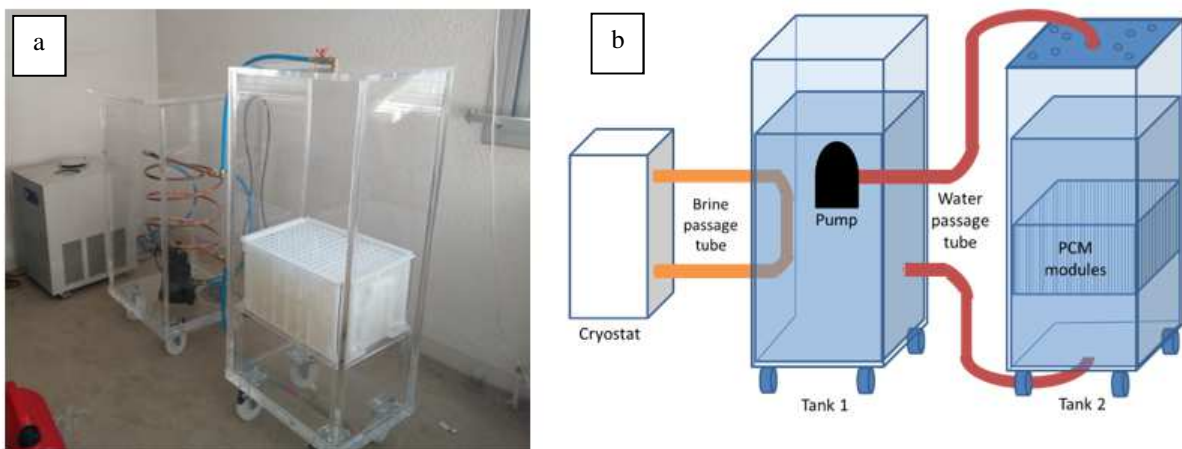 a
b
Brine
passage
tube
Pump
Water
passage
tube
PCM
modules
Cryostat
Tank 1
Tank 2